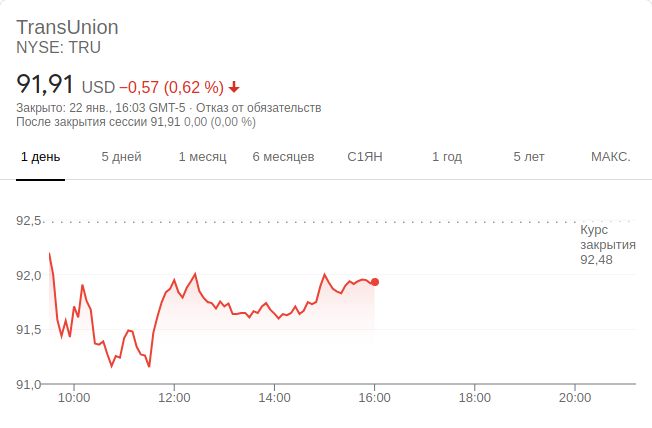 TransUnion
NYSE: TRU
91,91 USD −0,57 (0,62 %)
Закрыто: 22 янв., 16:03 GMT-5 · Отказ от обязательств
После закрытия сессии 91,91 0,00 (0,00 %)
1 день 5 дней 1 месяц 6 месяцев С1ЯН 1 год 5 лет МАКС.
92,5
Курс
закрытия
92,48
92,0
91,5
91,0
10:00 12:00 14:00 16:00 18:00 20:00